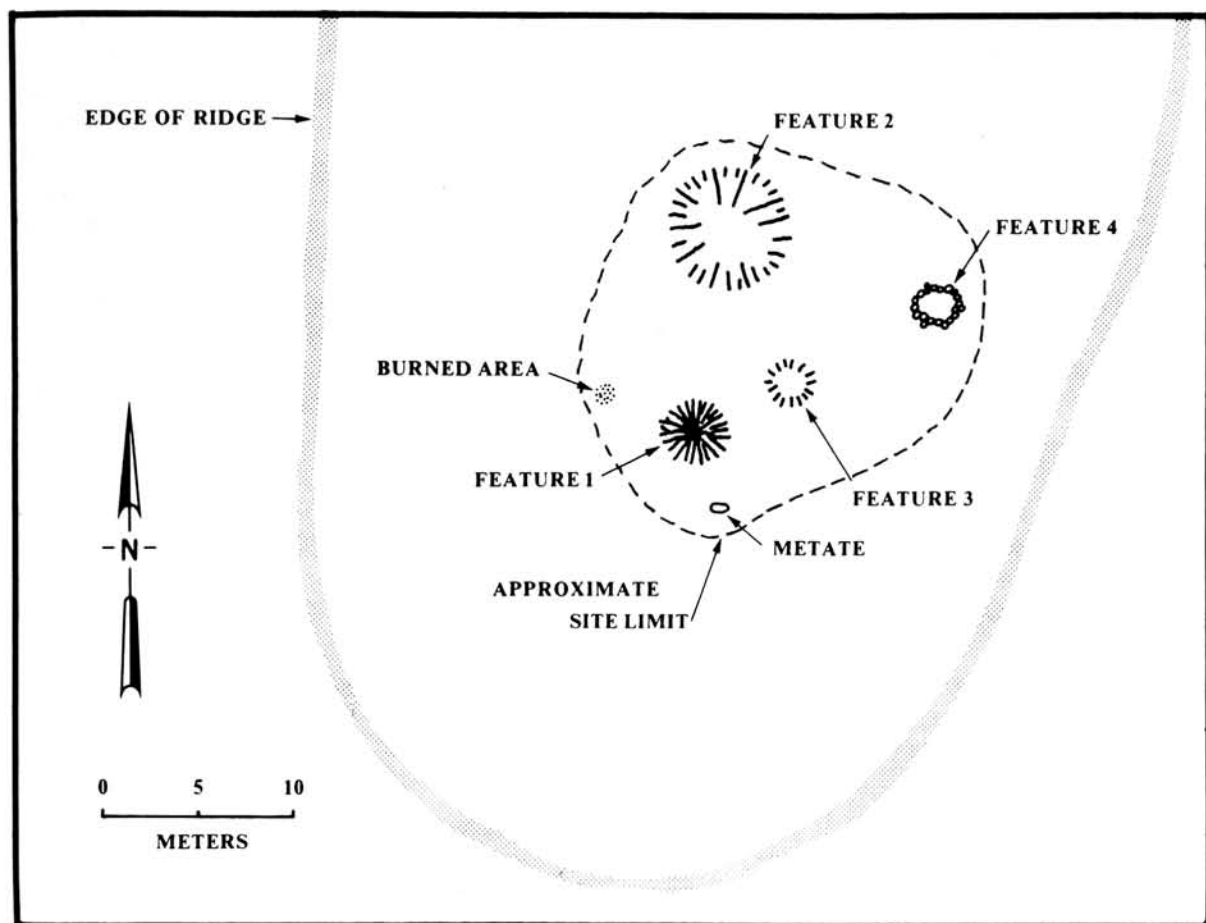 EDGE OF RIDGE
FEATURE 2
FEATURE 4
BURNED AREA
FEATURE 1
FEATURE 3
METATE
N
APPROXIMATE
SITE LIMIT
0 5 10
METERS